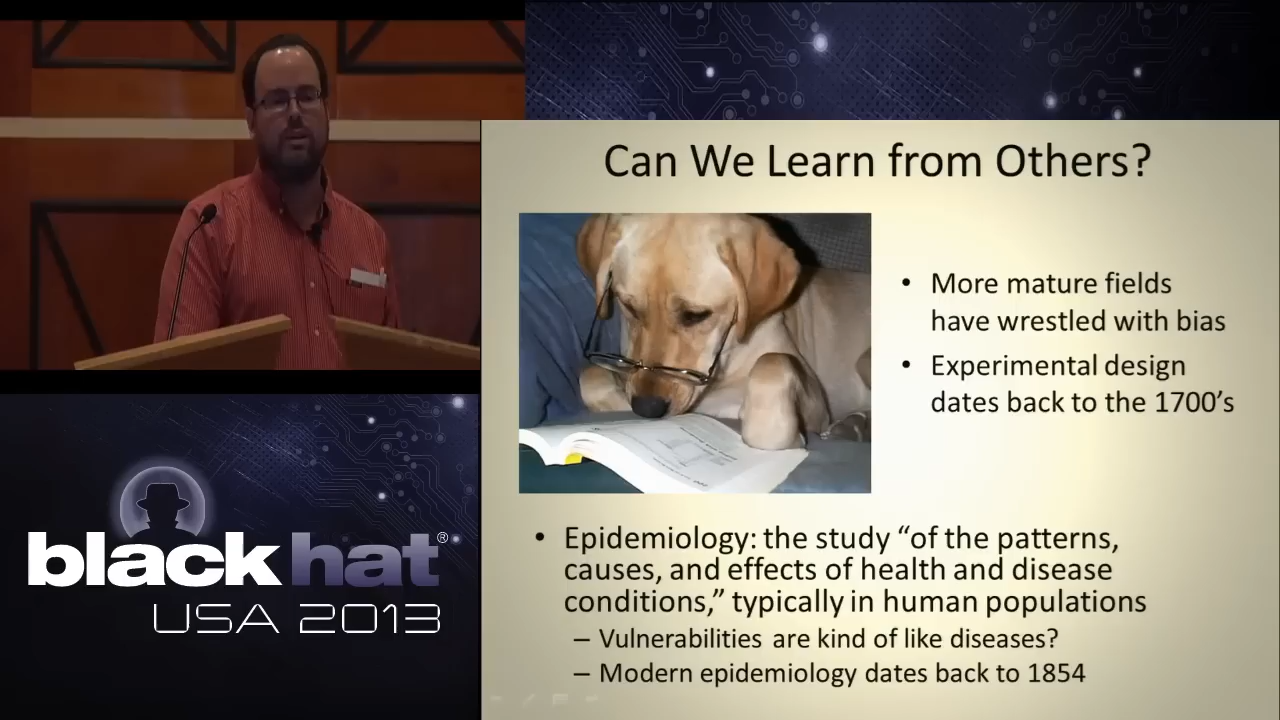 Can We Learn from Others?
• More mature fields
have wrestled with bias
• Experimental design
dates back to the 1700's
• Epidemiology: the study “of the patterns,
causes, and effects of health and disease
conditions,” typically in human populations
– Vulnerabilities are kind of like diseases?
– Modern epidemiology dates back to 1854
black hat®
USA 2013